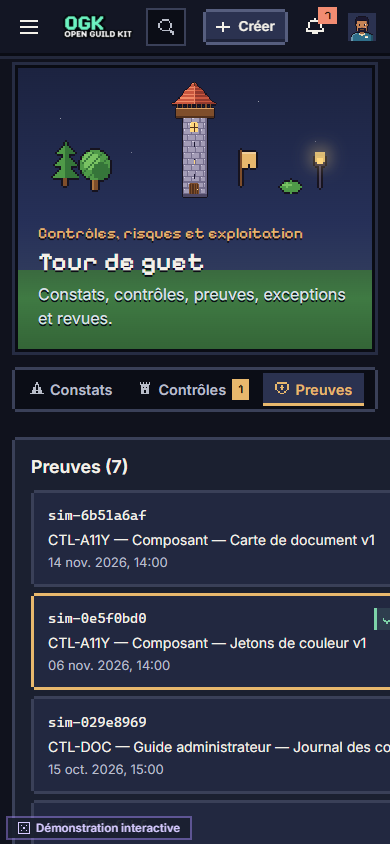 OGK
OPEN GUILD KIT
Créer
7
Contrôles, risques et exploitation
Tour de guet
Constats, contrôles, preuves, exceptions
et revues.
Constats
Contrôles 1
Preuves
Preuves (7)
sim-6b51a6af
CTL-A11Y — Composant — Carte de document v1
14 nov. 2026, 14:00
sim-0e5f0bd0
CTL-A11Y — Composant — Jetons de couleur v1
06 nov. 2026, 14:00
sim-029e8969
CTL-DOC — Guide administrateur — Journal des co
15 oct. 2026, 15:00
Démonstration interactive